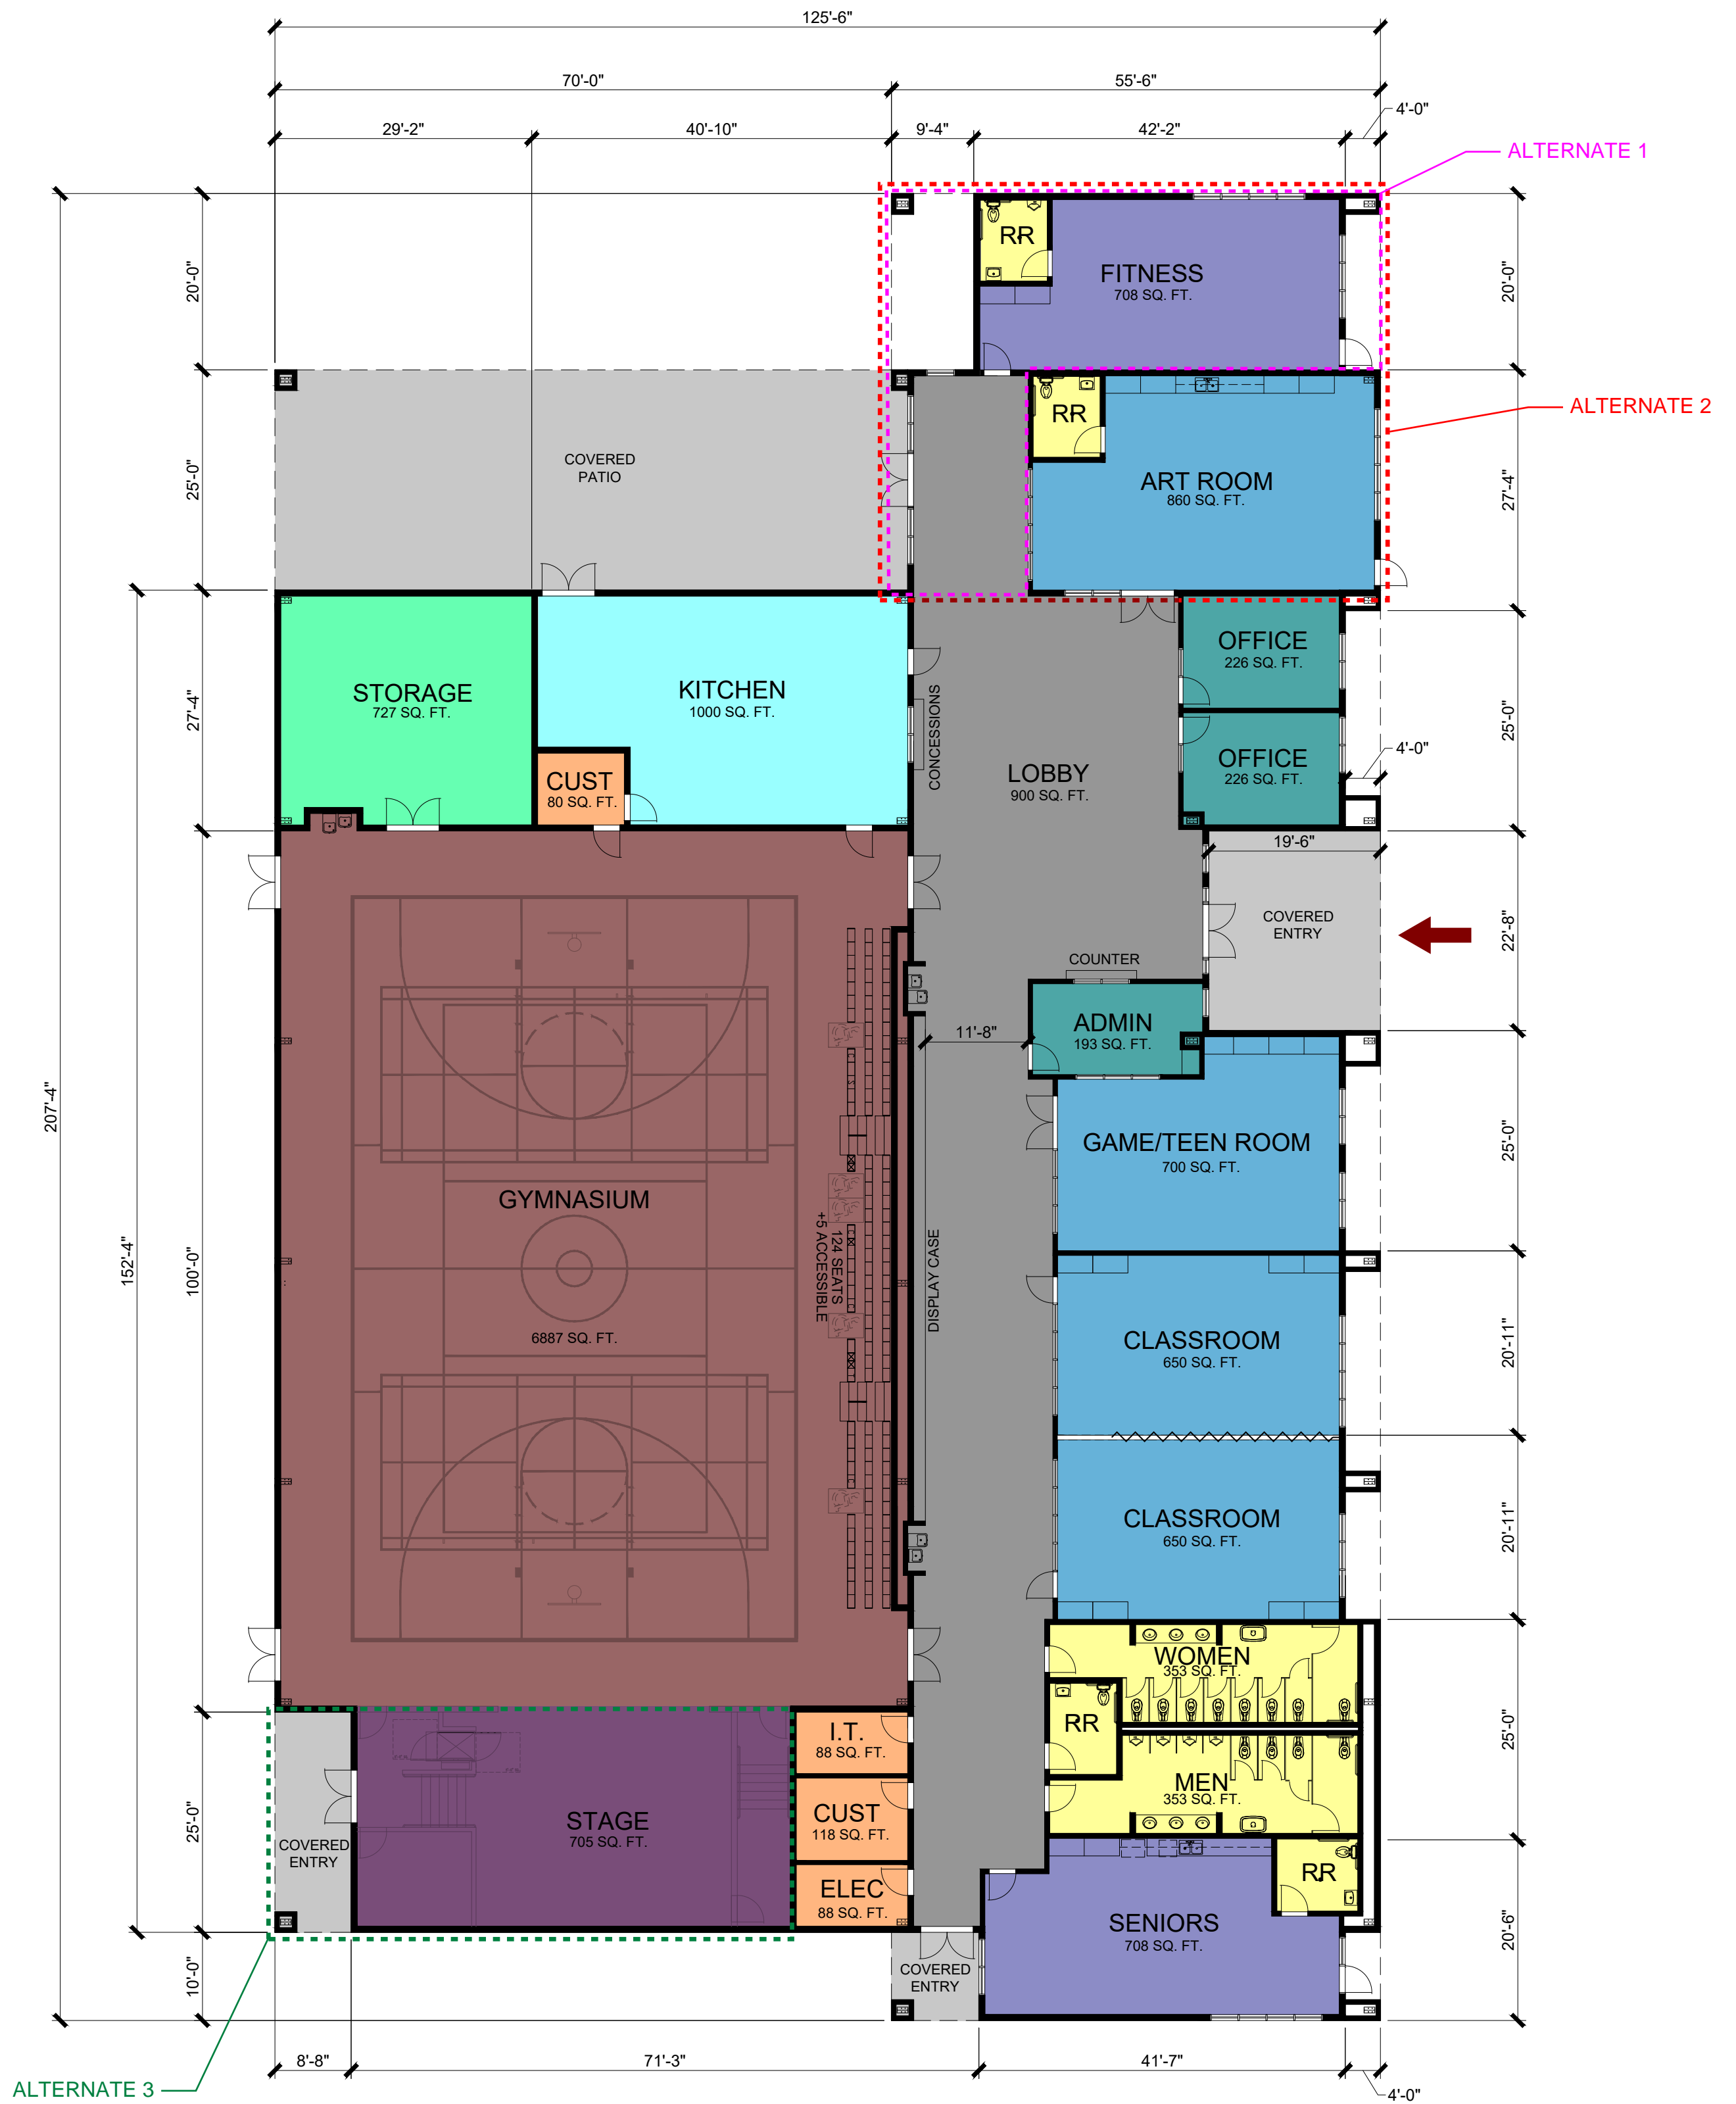 125'-6"
70'-0"
55'-6"
4'-0"
29'-2"
40'-10"
9'-4"
42'-2"
ALTERNATE 1
20'-0"
RR
FITNESS
708 SQ. FT.
20'-0"
25'-0"
COVERED
PATIO
RR
ART ROOM
860 SQ. FT.
27'-4"
ALTERNATE 2
207'-4"
152'-4"
27'-4"
STORAGE
727 SQ. FT.
KITCHEN
1000 SQ. FT.
CUST
80 SQ. FT.
CONCESSIONS
LOBBY
900 SQ. FT.
OFFICE
226 SQ. FT.
OFFICE
226 SQ. FT.
25'-0"
4'-0"
19'-6"
COVERED
ENTRY
22'-8"
COUNTER
ADMIN
193 SQ. FT.
11'-8"
100'-0"
GYMNASIUM
6887 SQ. FT.
124 SEATS
+5 ACCESSIBLE
DISPLAY CASE
GAME/TEEN ROOM
700 SQ. FT.
25'-0"
CLASSROOM
650 SQ. FT.
20'-11"
CLASSROOM
650 SQ. FT.
20'-11"
WOMEN
353 SQ. FT.
RR
MEN
353 SQ. FT.
25'-0"
25'-0"
COVERED
ENTRY
STAGE
705 SQ. FT.
I.T.
88 SQ. FT.
CUST
118 SQ. FT.
ELEC
88 SQ. FT.
RR
SENIORS
708 SQ. FT.
20'-6"
10'-0"
COVERED
ENTRY
ALTERNATE 3
8'-8"
71'-3"
41'-7"
4'-0"